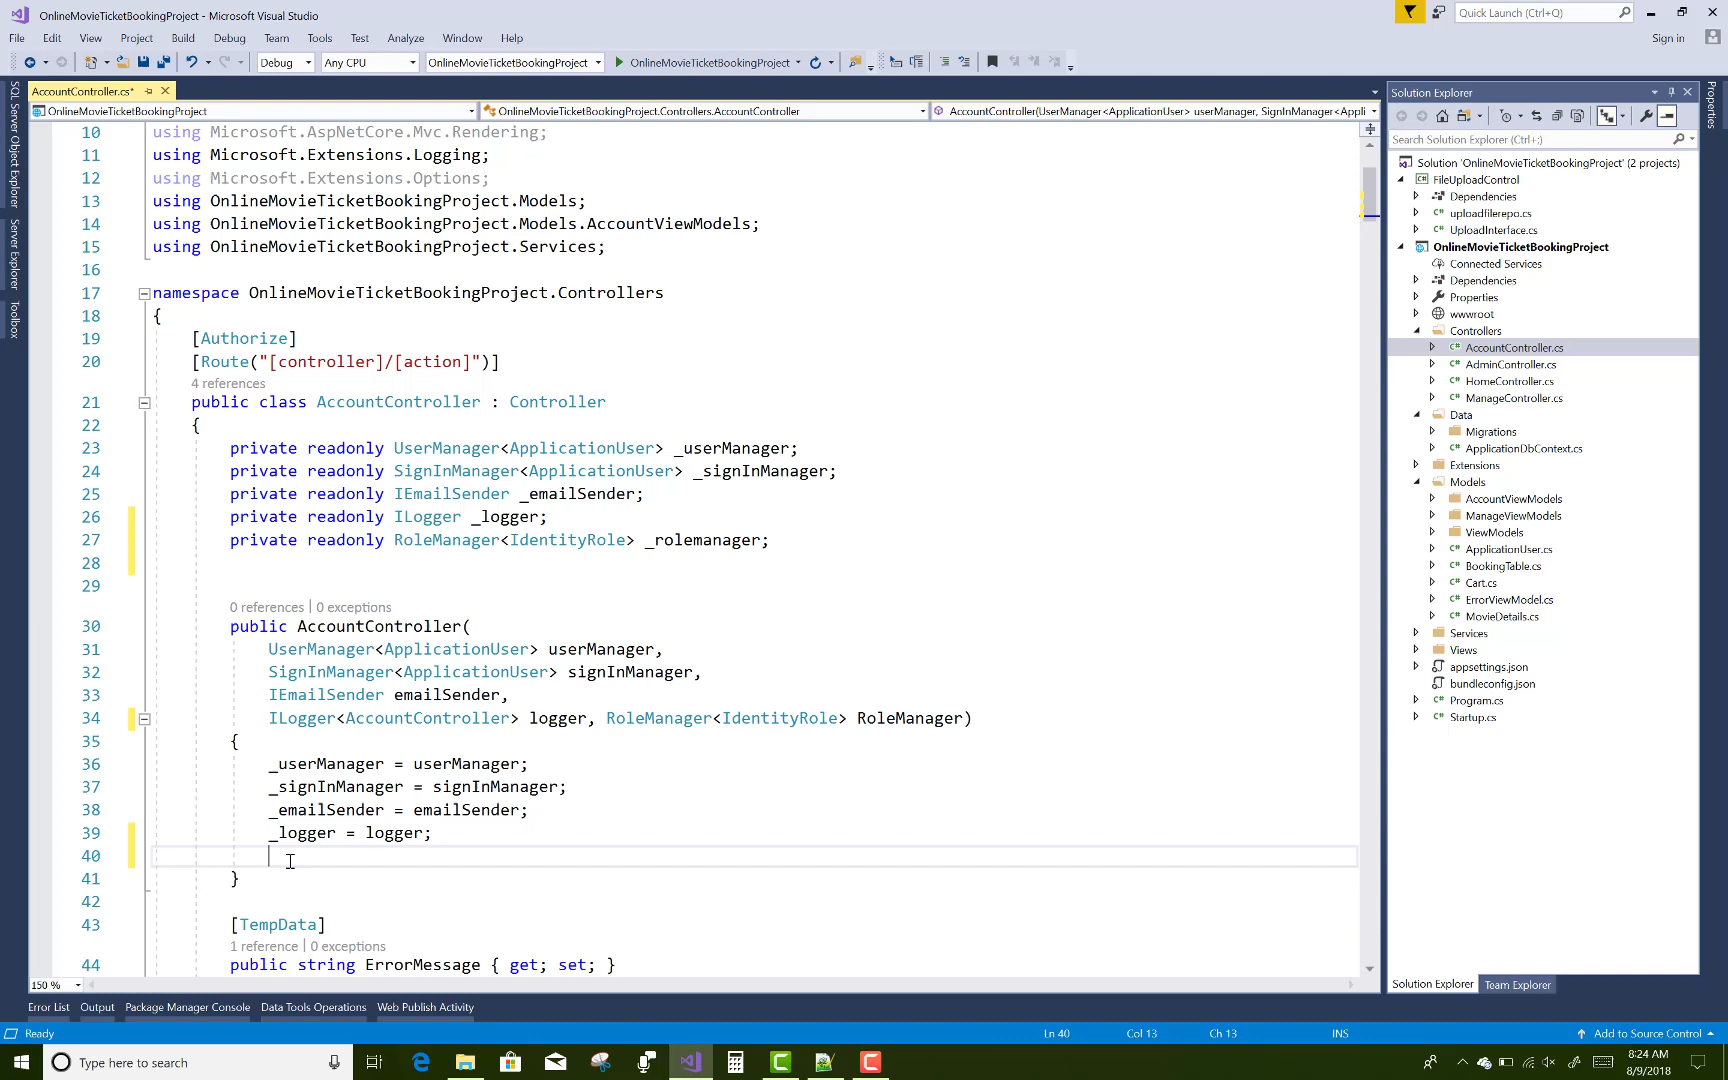 OnlineMovieTicketBookingProject - Microsoft Visual Studio
Quick Launch (Ctrl+Q)
File Edit View Project Build Debug Team Tools Test Analyze Window Help
Sign in
Debug Any CPU OnlineMovieTicketBookingProject OnlineMovieTicketBookingProject
SQL Server Object Explorer
Server Explorer
Toolbox
AccountController.cs*
OnlineMovieTicketBookingProject OnlineMovieTicketBookingProject.Controllers.AccountController AccountController(UserManager<ApplicationUser> userManager, SignInManager<Appli
10 using Microsoft.AspNetCore.Mvc.Rendering;
11 using Microsoft.Extensions.Logging;
12 using Microsoft.Extensions.Options;
13 using OnlineMovieTicketBookingProject.Models;
14 using OnlineMovieTicketBookingProject.Models.AccountViewModels;
15 using OnlineMovieTicketBookingProject.Services;
16
17 namespace OnlineMovieTicketBookingProject.Controllers
18 {
19 [Authorize]
20 [Route("[controller]/[action]")]
4 references
21 public class AccountController : Controller
22 {
23 private readonly UserManager<ApplicationUser> _userManager;
24 private readonly SignInManager<ApplicationUser> _signInManager;
25 private readonly IEmailSender _emailSender;
26 private readonly ILogger _logger;
27 private readonly RoleManager<IdentityRole> _rolemanager;
28
29
0 references | 0 exceptions
30 public AccountController(
31 UserManager<ApplicationUser> userManager,
32 SignInManager<ApplicationUser> signInManager,
33 IEmailSender emailSender,
34 ILogger<AccountController> logger, RoleManager<IdentityRole> RoleManager)
35 {
36 _userManager = userManager;
37 _signInManager = signInManager;
38 _emailSender = emailSender;
39 _logger = logger;
40
41 }
42
43 [TempData]
1 reference | 0 exceptions
44 public string ErrorMessage { get; set; }
150 %
Solution Explorer
Search Solution Explorer (Ctrl+;)
Solution 'OnlineMovieTicketBookingProject' (2 projects)
FileUploadControl
Dependencies
uploadfilerepo.cs
UploadInterface.cs
OnlineMovieTicketBookingProject
Connected Services
Dependencies
Properties
wwwroot
Controllers
AccountController.cs
AdminController.cs
HomeController.cs
ManageController.cs
Data
Migrations
ApplicationDbContext.cs
Extensions
Models
AccountViewModels
ManageViewModels
ViewModels
ApplicationUser.cs
BookingTable.cs
Cart.cs
ErrorViewModel.cs
MovieDetails.cs
Services
Views
appsettings.json
bundleconfig.json
Program.cs
Startup.cs
Solution Explorer Team Explorer
Properties
Error List Output Package Manager Console Data Tools Operations Web Publish Activity
Ready Ln 40 Col 13 Ch 13 INS Add to Source Control
Type here to search
8:24 AM
8/9/2018